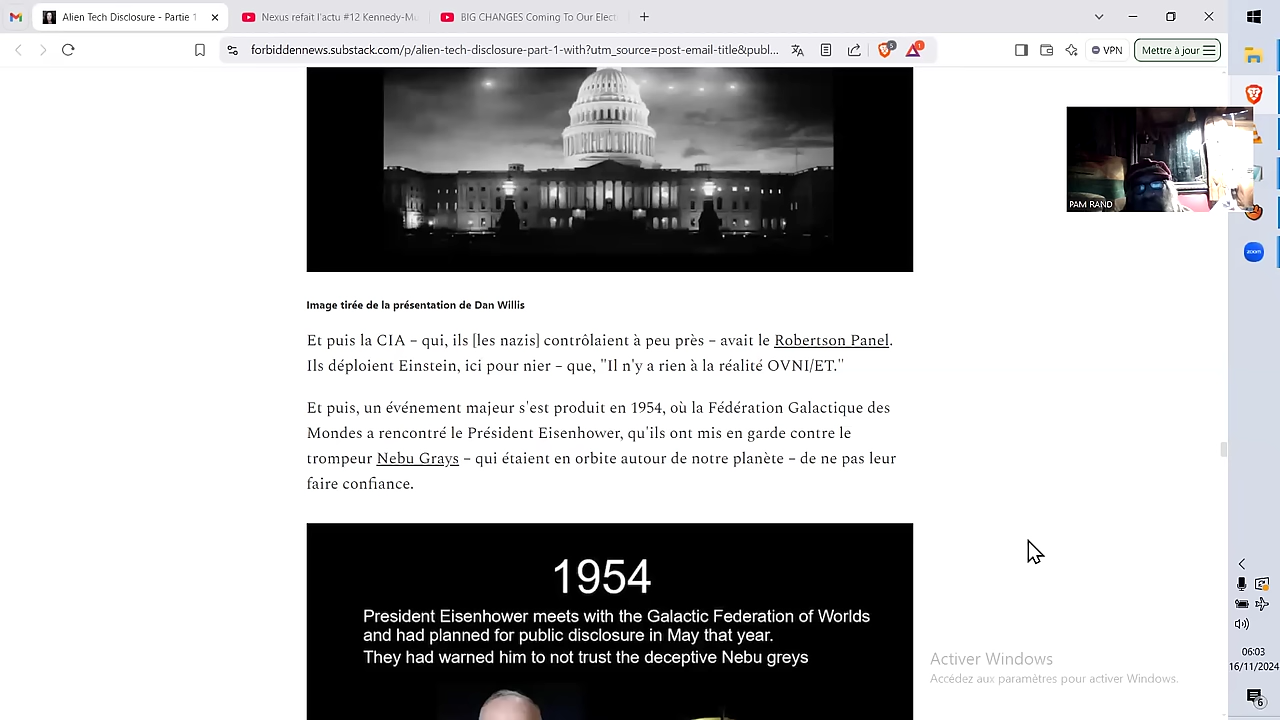 Alien Tech Disclosure - Partie 1
Nexus refait l'actu #12 Kennedy-Mu
BIG CHANGES Coming To Our Elect
forbiddennews.substack.com/p/alien-tech-disclosure-part-1-with?utm_source=post-email-title&publ...
5
1
VPN
Mettre à jour
PAM RAND
zoom
Image tirée de la présentation de Dan Willis
Et puis la CIA – qui, ils [les nazis] contrôlaient à peu près – avait le Robertson Panel.
Ils déploient Einstein, ici pour nier – que, "Il n'y a rien à la réalité OVNI/ET."
Et puis, un événement majeur s'est produit en 1954, où la Fédération Galactique des
Mondes a rencontré le Président Eisenhower, qu'ils ont mis en garde contre le
trompeur Nebu Grays – qui étaient en orbite autour de notre planète – de ne pas leur
faire confiance.
1954
President Eisenhower meets with the Galactic Federation of Worlds
and had planned for public disclosure in May that year.
They had warned him to not trust the deceptive Nebu greys
Activer Windows
Accédez aux paramètres pour activer Windows.
06:03
16/11/2024
6